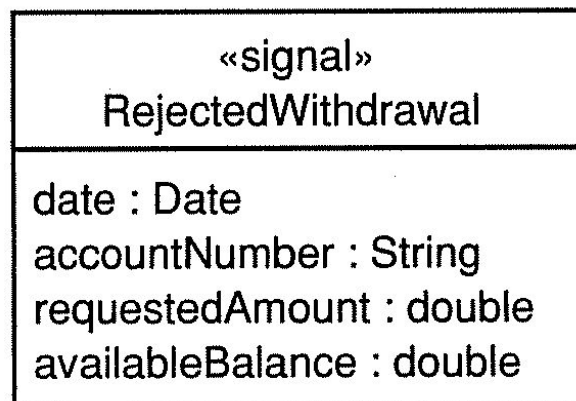 «signal»
RejectedWithdrawal
date : Date
accountNumber : String
requestedAmount : double
availableBalance : double